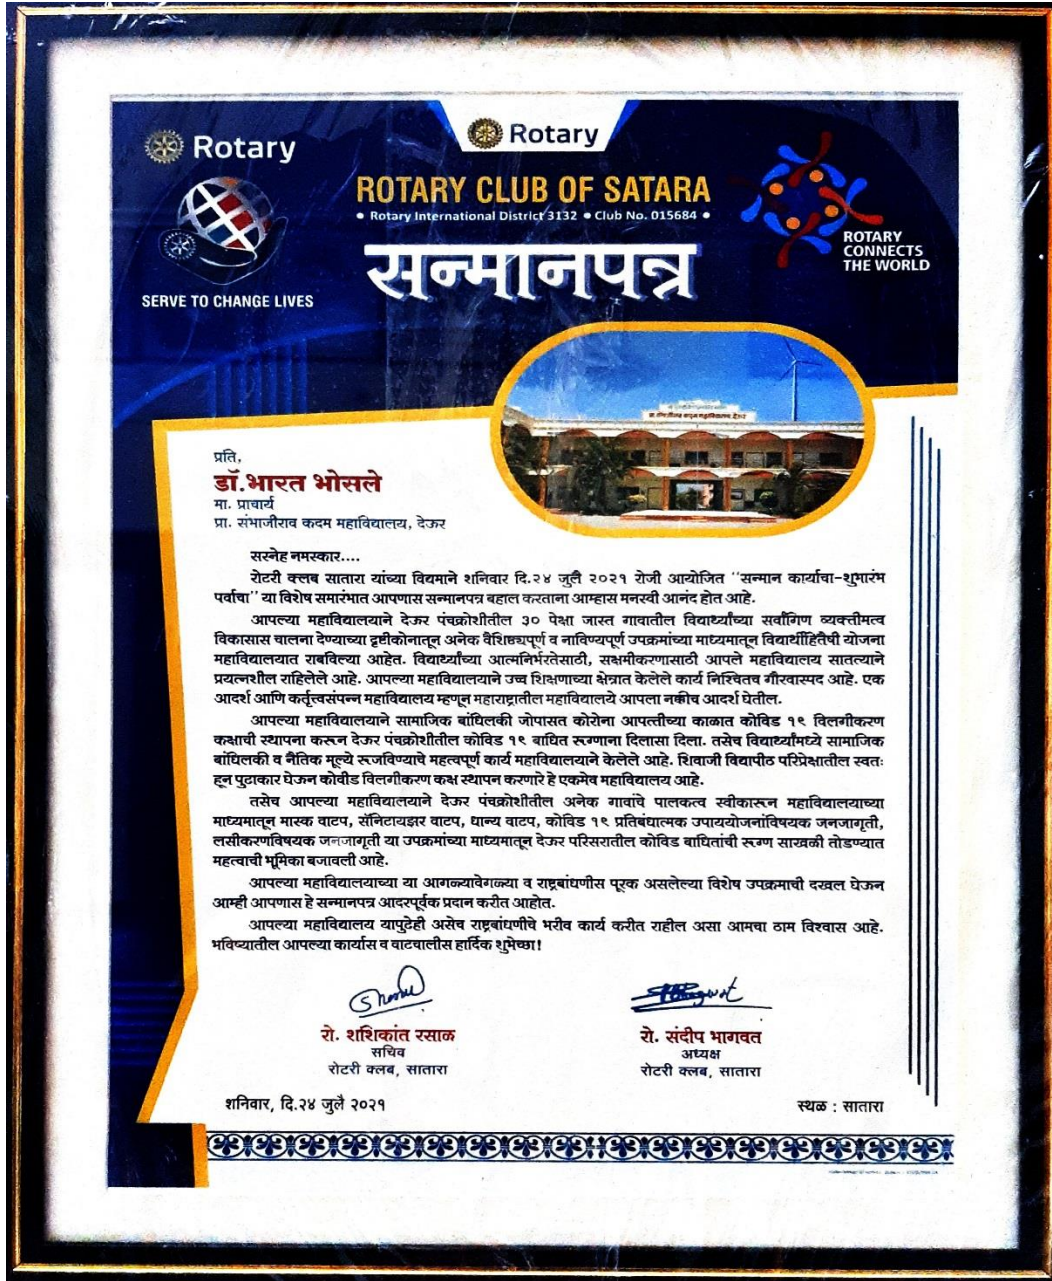 Rotary
Rotary
ROTARY CLUB OF SATARA
• Rotary International District 3132 • Club No. 015684 •
सन्मानपत्र
SERVE TO CHANGE LIVES
ROTARY
CONNECTS
THE WORLD
प्रति,
डॉ.भारत भोसले
मा. प्राचार्य
प्रा. संभाजीराव कदम महाविद्यालय, देऊर
सस्नेह नमस्कार....
रोटरी क्लब सातारा यांच्या विद्यमाने शनिवार दि.२४ जुलै २०२१ रोजी आयोजित "सन्मान कार्याचा-शुभारंभ
पर्वाचा" या विशेष समारंभात आपणास सन्मानपत्र बहाल करताना आम्हास मनस्वी आनंद होत आहे.
आपल्या महाविद्यालयाने देऊर पंचक्रोशीतील ३० पेक्षा जास्त गावातील विद्यार्थ्यांच्या सर्वांगिण व्यक्तीमत्व
विकासास चालना देण्याच्या दृष्टीकोनातून अनेक वैशिष्ठ्यपूर्ण व नाविण्यपूर्ण उपक्रमांच्या माध्यमातून विद्यार्थीहितैषी योजना
महाविद्यालयात राबविल्या आहेत. विद्यार्थ्यांच्या आत्मनिर्भरतेसाठी, सक्षमीकरणासाठी आपले महाविद्यालय सातत्याने
प्रयत्नशील राहिलेले आहे. आपल्या महाविद्यालयाने उच्च शिक्षणाच्या क्षेत्रात केलेले कार्य निश्चितच गौरवास्पद आहे. एक
आदर्श आणि कर्तृत्त्वसंपन्न महाविद्यालय म्हणून महाराष्ट्रातील महाविद्यालये आपला नक्कीच आदर्श घेतील.
आपल्या महाविद्यालयाने सामाजिक बांधिलकी जोपासत कोरोना आपत्तीच्या काळात कोविड १९ विलगीकरण
कक्षाची स्थापना करून देऊर पंचक्रोशीतील कोविड १९ बाधित रूग्णाना दिलासा दिला. तसेच विद्यार्थ्यांमध्ये सामाजिक
बांधिलकी व नैतिक मूल्ये रूजविण्याचे महत्वपूर्ण कार्य महाविद्यालयाने केलेले आहे. शिवाजी विद्यापीठ परिप्रेक्षातील स्वतः
हून पुढाकार घेऊन कोवीड विलगीकरण कक्ष स्थापन करणारे हे एकमेव महाविद्यालय आहे.
तसेच आपल्या महाविद्यालयाने देऊर पंचक्रोशीतील अनेक गावांचे पालकत्व स्वीकारून महाविद्यालयाच्या
माध्यमातून मास्क वाटप, सॅनिटायझर वाटप, धान्य वाटप, कोविड १९ प्रतिबंधात्मक उपाययोजनांविषयक जनजागृती,
लसीकरणविषयक जनजागृती या उपक्रमांच्या माध्यमातून देऊर परिसरातील कोविड बाधितांची रूग्ण साखळी तोडण्यात
महत्वाची भूमिका बजावली आहे.
आपल्या महाविद्यालयाच्या या आगळ्यावेगळ्या व राष्ट्रबांधणीस पूरक असलेल्या विशेष उपक्रमाची दखल घेऊन
आम्ही आपणास हे सन्मानपत्र आदरपूर्वक प्रदान करीत आहोत.
आपल्या महाविद्यालय यापुढेही असेच राष्ट्रबांधणीचे भरीव कार्य करीत राहील असा आमचा ठाम विश्वास आहे.
भविष्यातील आपल्या कार्यास व वाटचालीस हार्दिक शुभेच्छा!
रो. शशिकांत रसाळ
सचिव
रोटरी क्लब, सातारा
रो. संदीप भागवत
अध्यक्ष
रोटरी क्लब, सातारा
शनिवार, दि.२४ जुलै २०२१
स्थळ : सातारा